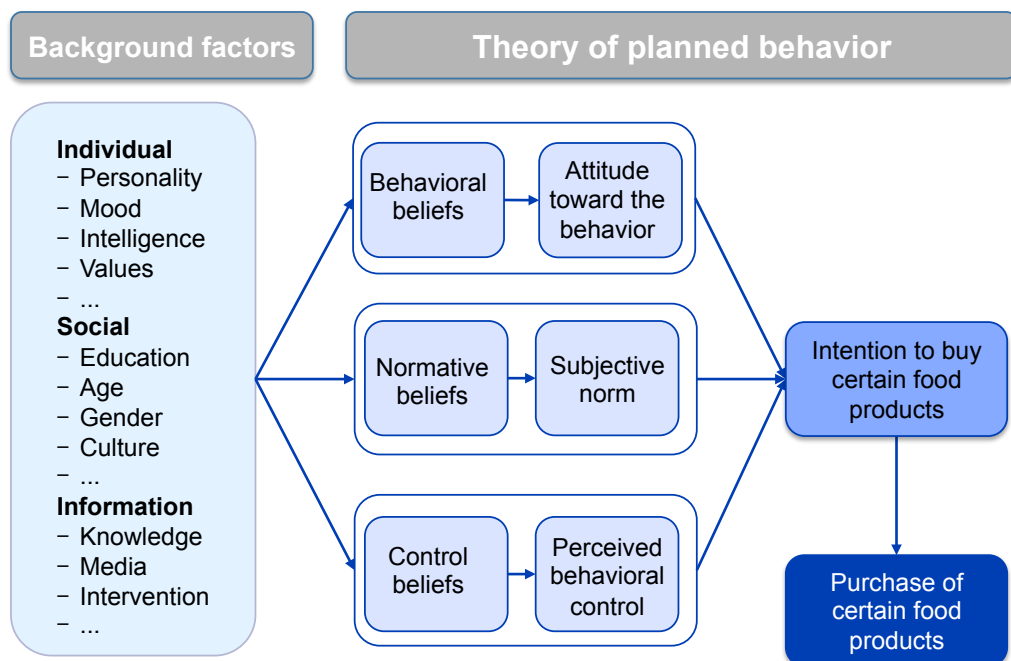 Background factors
Theory of planned behavior
Individual
− Personality
− Mood
− Intelligence
− Values
− ...
Social
− Education
− Age
− Gender
− Culture
− ...
Information
− Knowledge
− Media
− Intervention
− ...
Behavioral
beliefs
Attitude
toward the
behavior
Normative
beliefs
Subjective
norm
Control
beliefs
Perceived
behavioral
control
Intention to buy
certain food
products
Purchase of
certain food
products